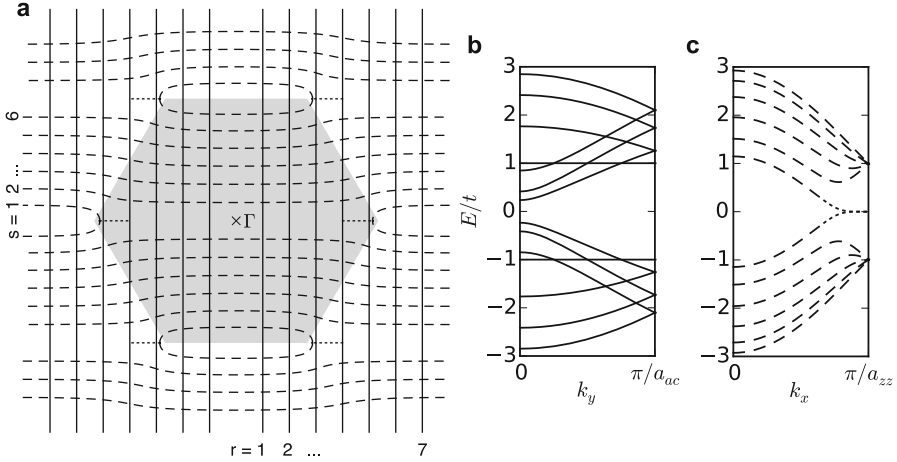 a
s = 1 2 ... 6
×Γ
r = 1 2 ... 7
b
3
2
1
0
−1
−2
−3
E/t
0
π/a_ac
k_y
c
3
2
1
0
−1
−2
−3
0
π/a_zz
k_x